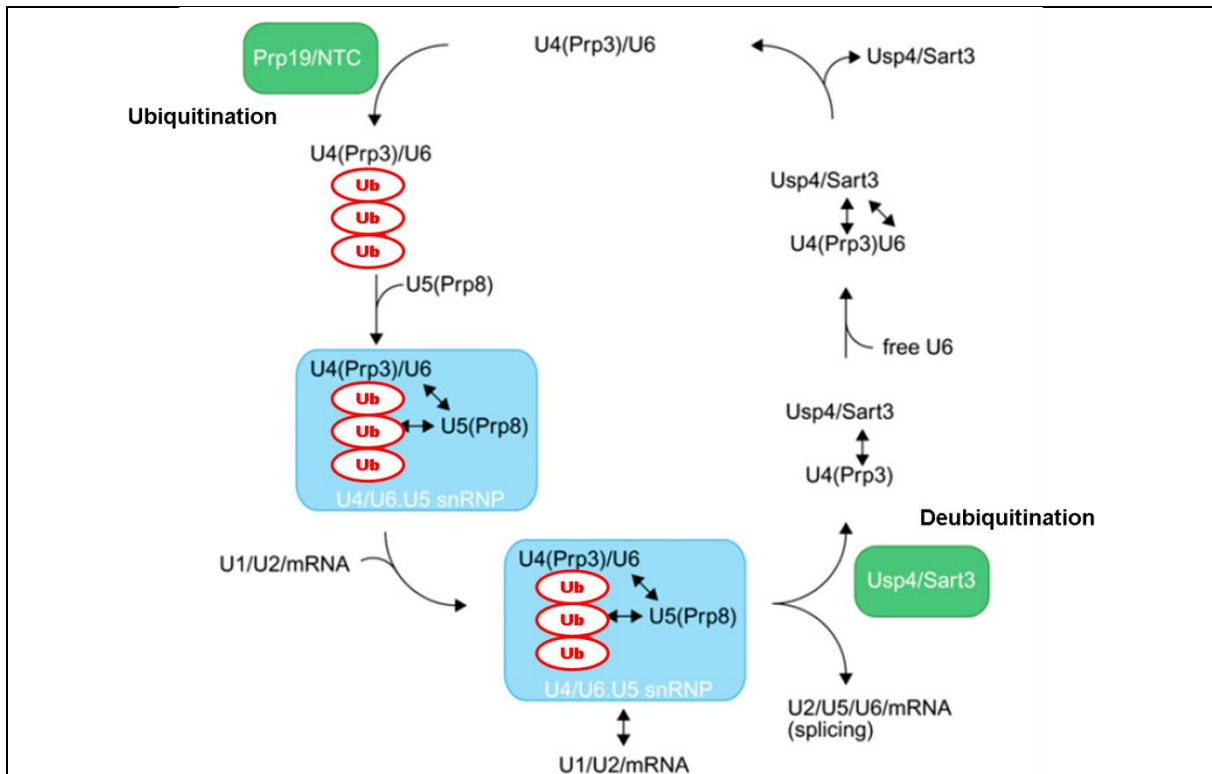 Prp19/NTC
U4(Prp3)/U6
Usp4/Sart3
Ubiquitination
U4(Prp3)/U6
Ub
Ub
Ub
Usp4/Sart3
U4(Prp3)U6
U5(Prp8)
free U6
U4(Prp3)/U6
Ub
Ub
U5(Prp8)
Ub
U4/U6.U5 snRNP
Usp4/Sart3
U4(Prp3)
Deubiquitination
Usp4/Sart3
U1/U2/mRNA
U4(Prp3)/U6
Ub
Ub
U5(Prp8)
Ub
U4/U6.U5 snRNP
U2/U5/U6/mRNA
(splicing)
U1/U2/mRNA